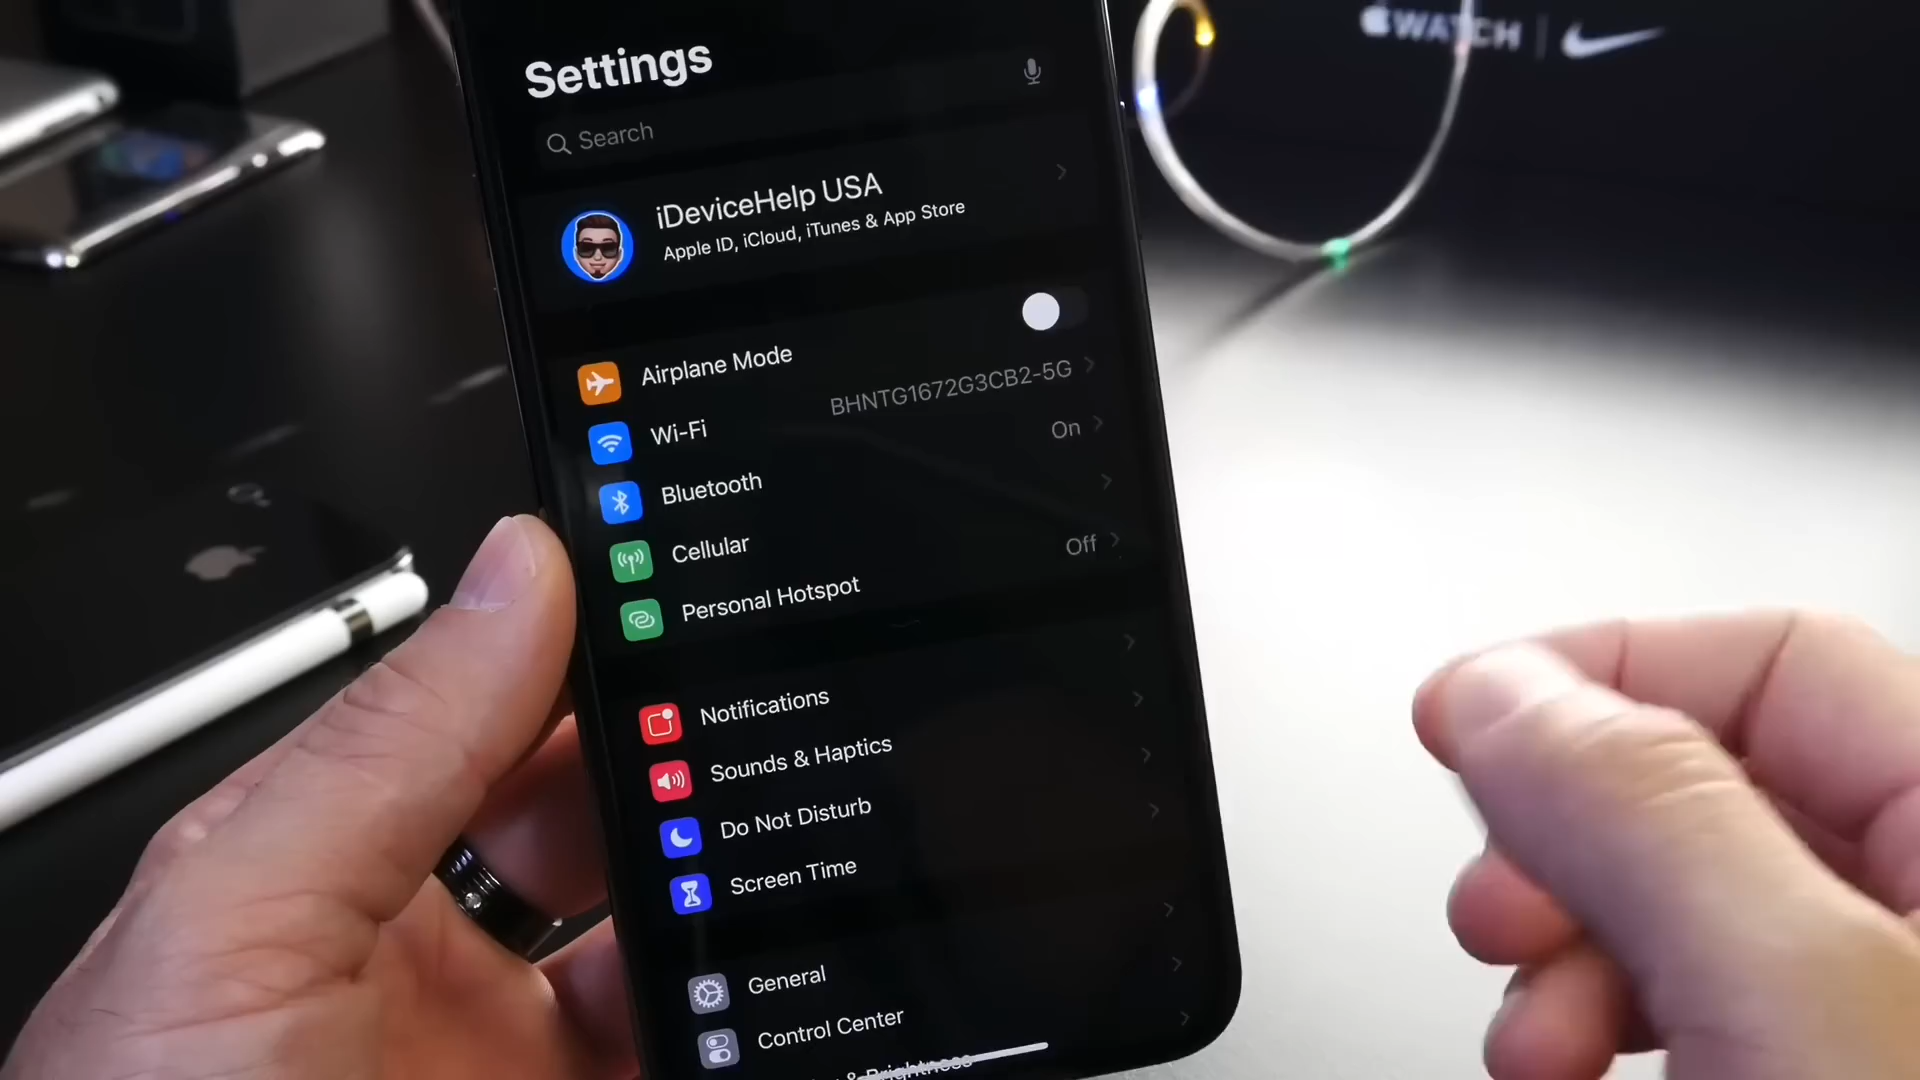 WATCH
Settings
Search
iDeviceHelp USA
Apple ID, iCloud, iTunes & App Store
Airplane Mode
Wi-Fi BHNTG1672G3CB2-5G
Bluetooth On
Cellular
Personal Hotspot Off
Notifications
Sounds & Haptics
Do Not Disturb
Screen Time
General
Control Center
& Brightness